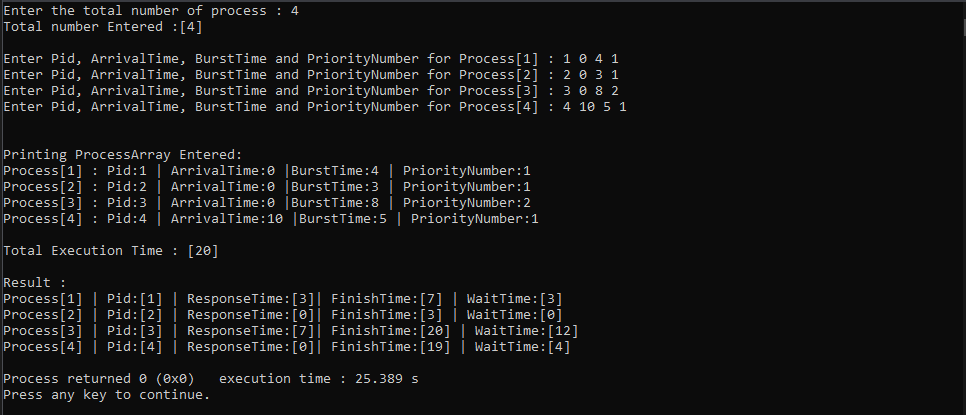 Enter the total number of process : 4
Total number Entered :[4]
Enter Pid, ArrivalTime, BurstTime and PriorityNumber for Process[1] : 1 0 4 1
Enter Pid, ArrivalTime, BurstTime and PriorityNumber for Process[2] : 2 0 3 1
Enter Pid, ArrivalTime, BurstTime and PriorityNumber for Process[3] : 3 0 8 2
Enter Pid, ArrivalTime, BurstTime and PriorityNumber for Process[4] : 4 10 5 1
Printing ProcessArray Entered:
Process[1] : Pid:1 | ArrivalTime:0 |BurstTime:4 | PriorityNumber:1
Process[2] : Pid:2 | ArrivalTime:0 |BurstTime:3 | PriorityNumber:1
Process[3] : Pid:3 | ArrivalTime:0 |BurstTime:8 | PriorityNumber:2
Process[4] : Pid:4 | ArrivalTime:10 |BurstTime:5 | PriorityNumber:1
Total Execution Time : [20]
Result :
Process[1] | Pid:[1] | ResponseTime:[3]| FinishTime:[7] | WaitTime:[3]
Process[2] | Pid:[2] | ResponseTime:[0]| FinishTime:[3] | WaitTime:[0]
Process[3] | Pid:[3] | ResponseTime:[7]| FinishTime:[20] | WaitTime:[12]
Process[4] | Pid:[4] | ResponseTime:[0]| FinishTime:[19] | WaitTime:[4]
Process returned 0 (0x0)   execution time : 25.389 s
Press any key to continue.